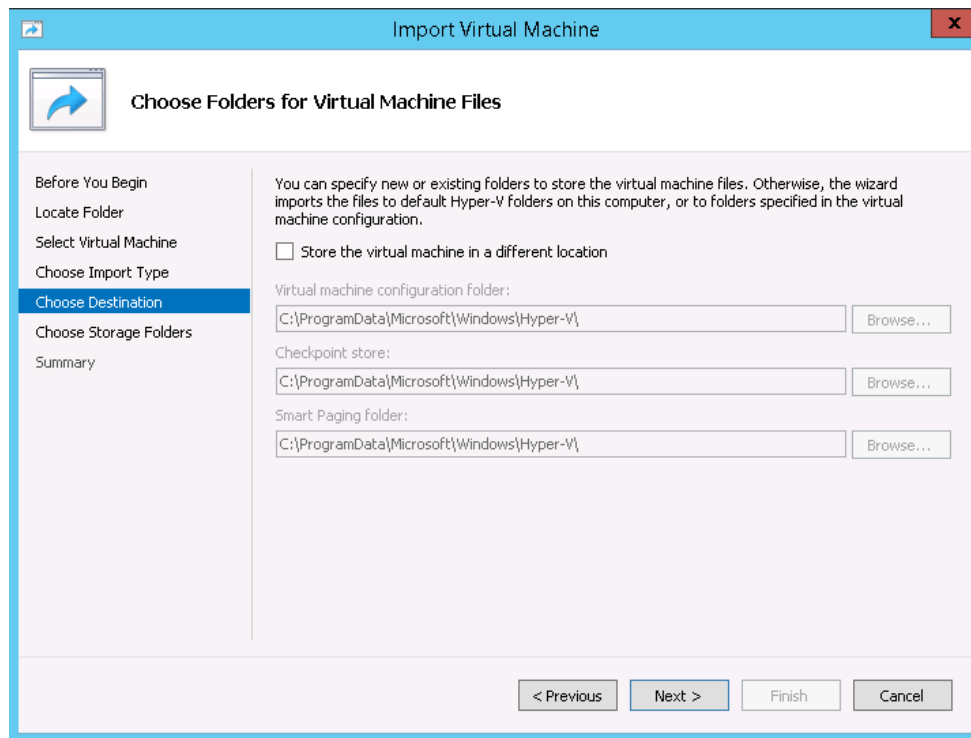 Import Virtual Machine
x
Choose Folders for Virtual Machine Files
Before You Begin
Locate Folder
Select Virtual Machine
Choose Import Type
Choose Destination
Choose Storage Folders
Summary
You can specify new or existing folders to store the virtual machine files. Otherwise, the wizard
imports the files to default Hyper-V folders on this computer, or to folders specified in the virtual
machine configuration.
Store the virtual machine in a different location
Virtual machine configuration folder:
C:\ProgramData\Microsoft\Windows\Hyper-V\
Browse...
Checkpoint store:
C:\ProgramData\Microsoft\Windows\Hyper-V\
Browse...
Smart Paging folder:
C:\ProgramData\Microsoft\Windows\Hyper-V\
Browse...
< Previous
Next >
Finish
Cancel